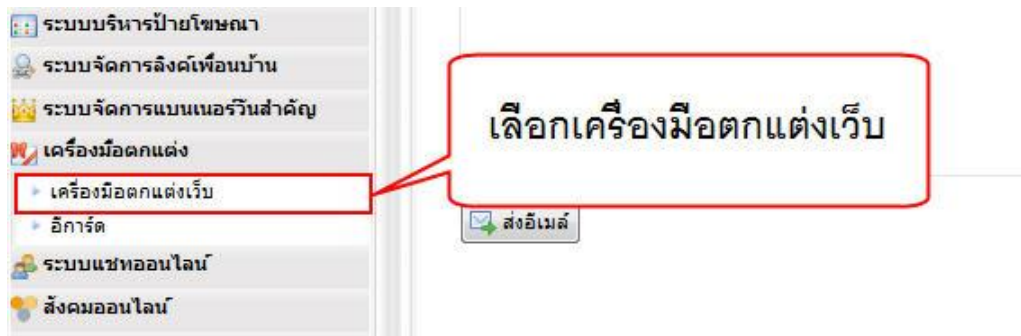 ระบบบริหารป้ายโฆษณา
ระบบจัดการลิงค์เพื่อนบ้าน
ระบบจัดการแบนเนอร์วันสำคัญ
เครื่องมือตกแต่ง
เครื่องมือตกแต่งเว็บ
อีการ์ด
ระบบแชทออนไลน์
สังคมออนไลน์
เลือกเครื่องมือตกแต่งเว็บ
ส่งอีเมล์